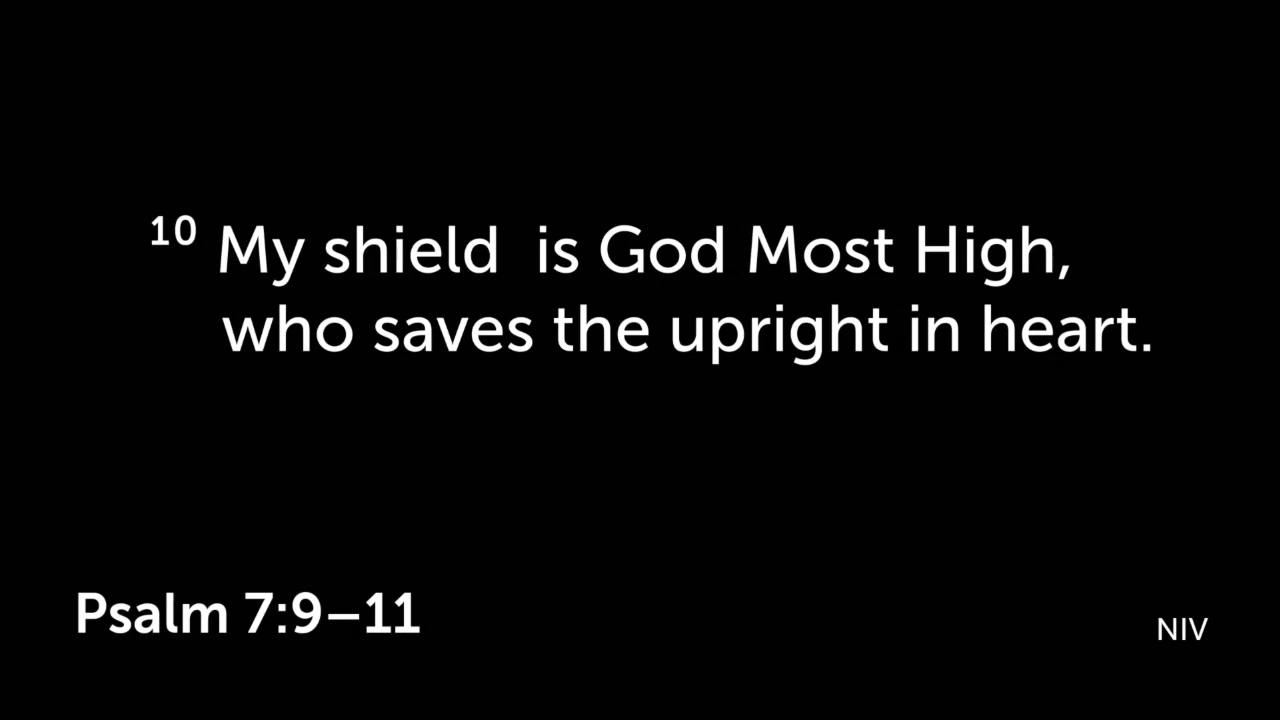 10 My shield  is God Most High,
who saves the upright in heart.
Psalm 7:9–11
NIV